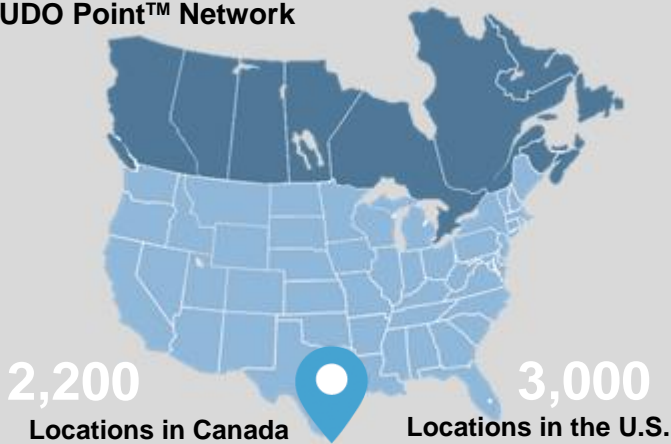 UDO Point™ Network
2,200
Locations in Canada
3,000
Locations in the U.S.